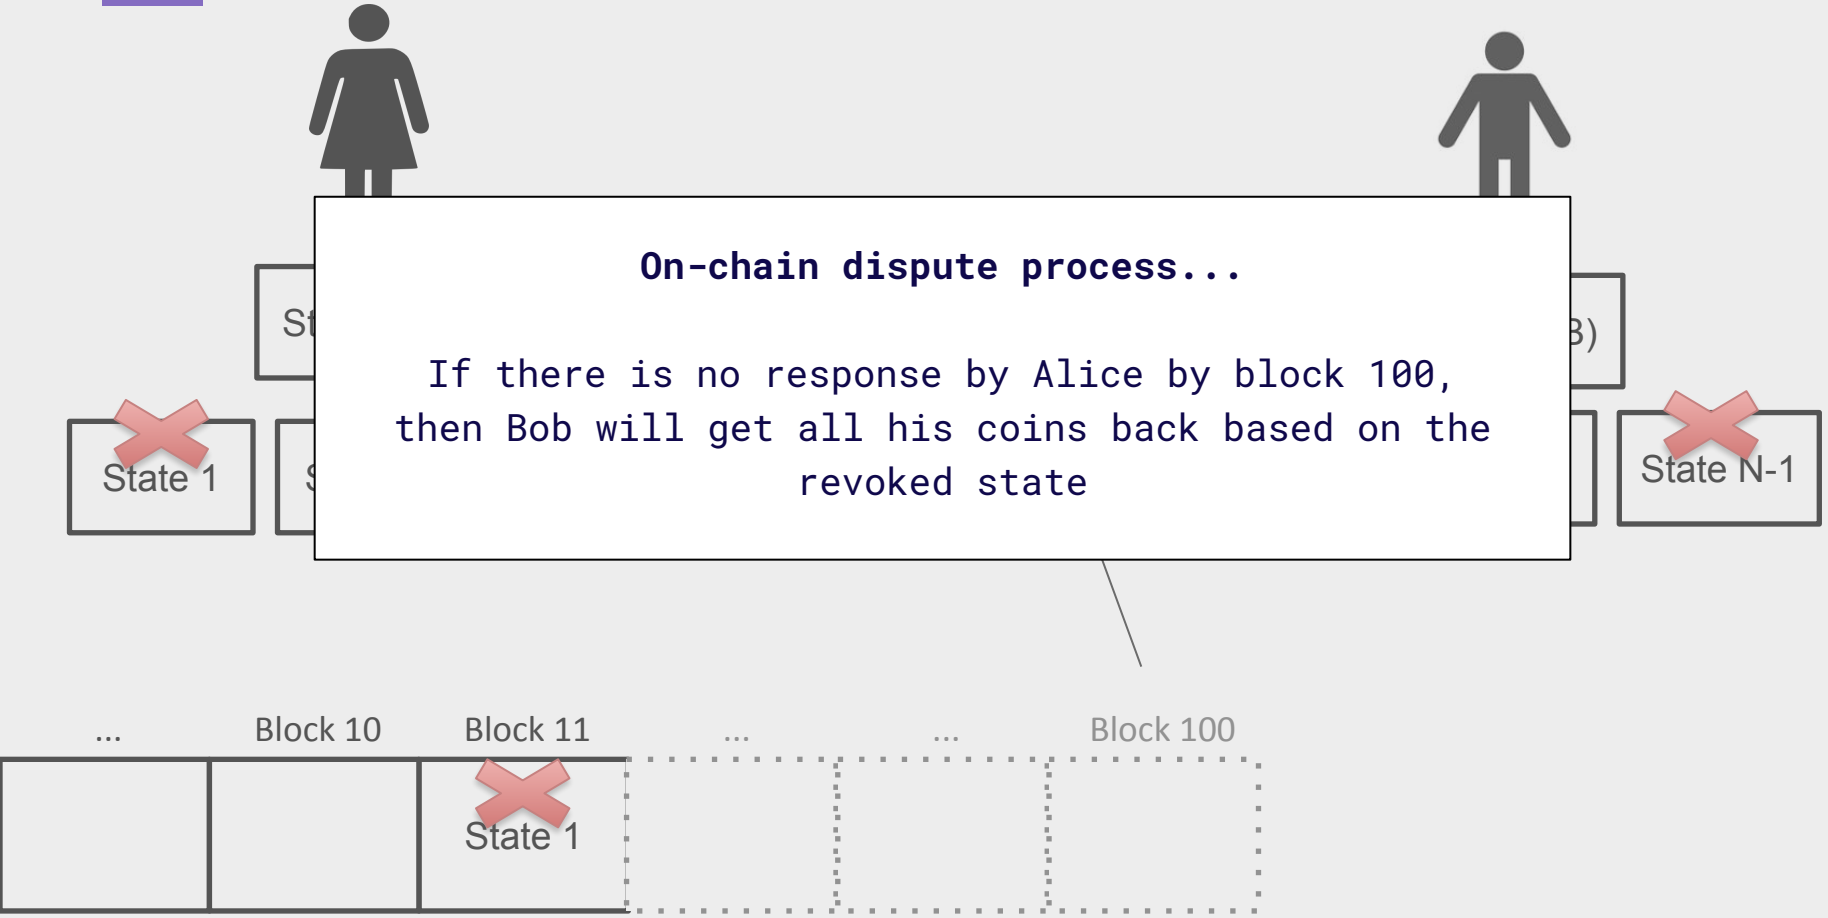 On-chain dispute process...
If there is no response by Alice by block 100,
then Bob will get all his coins back based on the
revoked state
St
B)
State 1
S
State N-1
...
Block 10
Block 11
...
...
Block 100
State 1